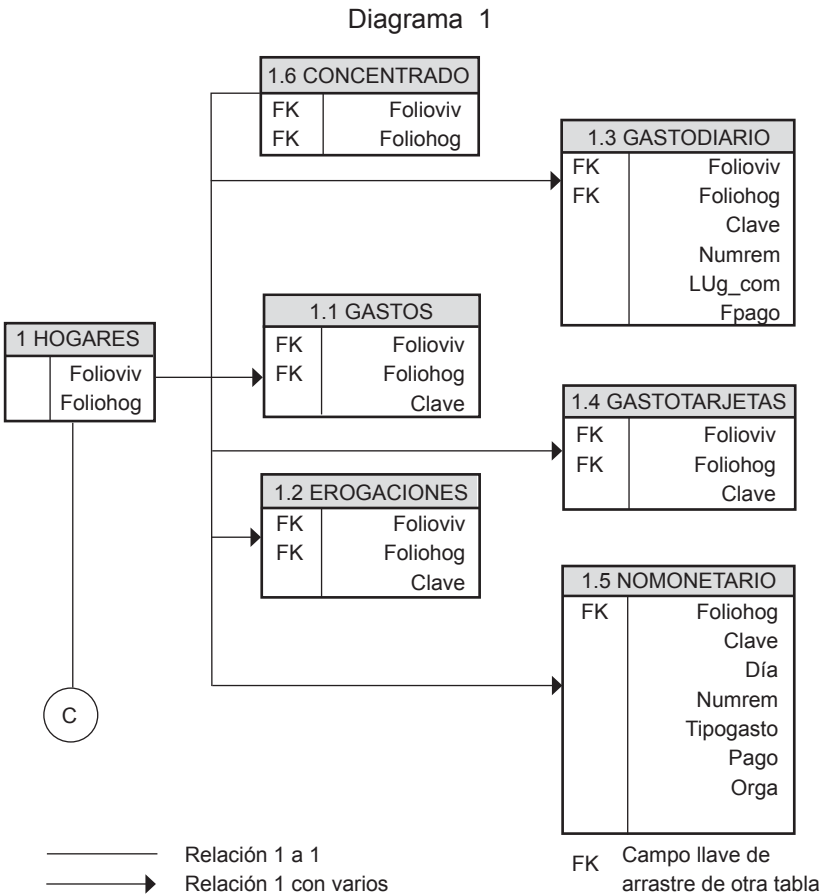 Diagrama 1
1.6 CONCENTRADO
FK Folioviv
FK Foliohog
1.3 GASTODIARIO
FK Folioviv
FK Foliohog
Clave
Numrem
LUg_com
Fpago
1.1 GASTOS
FK Folioviv
FK Foliohog
Clave
1 HOGARES
Folioviv
Foliohog
1.4 GASTOTARJETAS
FK Folioviv
FK Foliohog
Clave
1.2 EROGACIONES
FK Folioviv
FK Foliohog
Clave
1.5 NOMONETARIO
FK Foliohog
Clave
Día
Numrem
Tipogasto
Pago
Orga
C
Relación 1 a 1
Relación 1 con varios
FK Campo llave de
arrastre de otra tabla